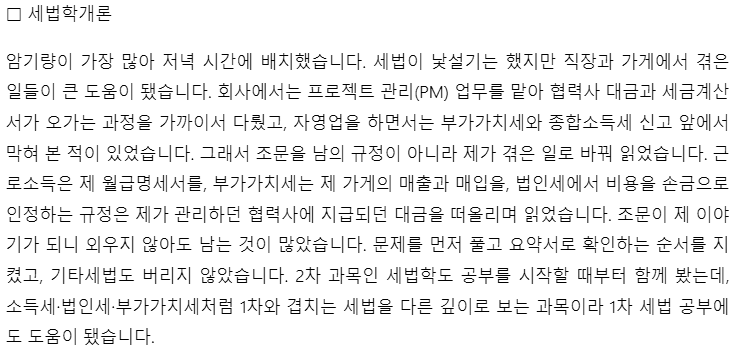 □ 세법학개론
암기량이 가장 많아 저녁 시간에 배치했습니다. 세법이 낯설기는 했지만 직장과 가게에서 겪은
일들이 큰 도움이 됐습니다. 회사에서는 프로젝트 관리(PM) 업무를 맡아 협력사 대금과 세금계산
서가 오가는 과정을 가까이서 다뤘고, 자영업을 하면서는 부가가치세와 종합소득세 신고 앞에서
막혀 본 적이 있었습니다. 그래서 조문을 남의 규정이 아니라 제가 겪은 일로 바꿔 읽었습니다. 근
로소득은 제 월급명세서를, 부가가치세는 제 가게의 매출과 매입을, 법인세에서 비용을 손금으로
인정하는 규정은 제가 관리하던 협력사에 지급되던 대금을 떠올리며 읽었습니다. 조문이 제 이야
기가 되니 외우지 않아도 남는 것이 많았습니다. 문제를 먼저 풀고 요약서로 확인하는 순서를 지
켰고, 기타세법도 버리지 않았습니다. 2차 과목인 세법학도 공부를 시작할 때부터 함께 봤는데,
소득세·법인세·부가가치세처럼 1차와 겹치는 세법을 다른 깊이로 보는 과목이라 1차 세법 공부에
도 도움이 됐습니다.